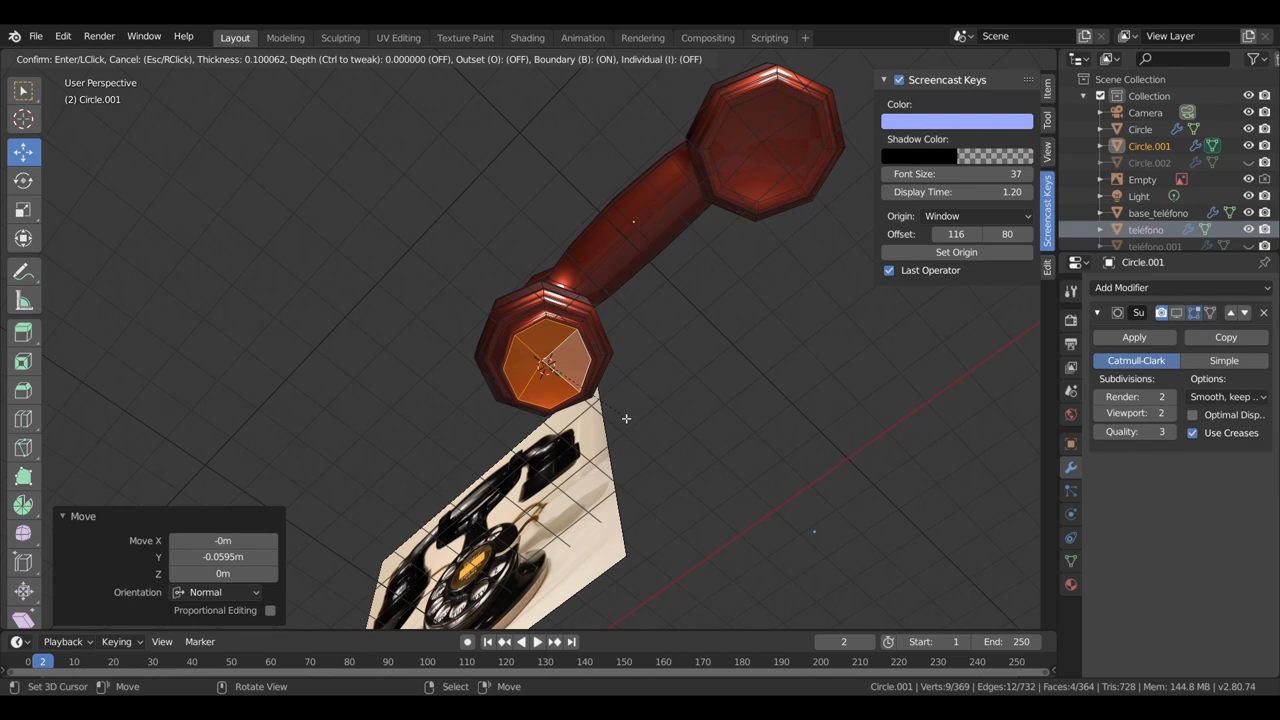 File Edit Render Window Help Layout Modeling Sculpting UV Editing Texture Paint Shading Animation Rendering Compositing Scripting + Scene View Layer
Confirm: Enter/LClick, Cancel: (Esc/RClick), Thickness: 0.100062, Depth (Ctrl to tweak): 0.000000 (OFF), Outset (O): (OFF), Boundary (B): (ON), Individual (I): (OFF)
User Perspective
(2) Circle.001
Screencast Keys
Color:
Shadow Color:
Font Size: 37
Display Time: 1.20
Origin: Window
Offset: 116 80
Set Origin
Last Operator
Item
Tool
View
Screencast Keys
Edit
Scene Collection
Collection
Camera
Circle
Circle.001
Circle.002
Empty
Light
base_teléfono
teléfono
teléfono.001
Circle.001
Add Modifier
Su
Apply Copy
Catmull-Clark Simple
Subdivisions: Options:
Render: 2 Smooth, keep ..
Viewport: 2 Optimal Disp..
Quality: 3 Use Creases
Move
Move X -0m
Y -0.0595m
Z 0m
Orientation Normal
Proportional Editing
Playback Keying View Marker 2 Start: 1 End: 250
0 2 10 20 30 40 50 60 70 80 90 100 110 120 130 140 150 160 170 180 190 200 210 220 230 240 250
Set 3D Cursor Move Rotate View Select Move Circle.001 | Verts:9/369 | Edges:12/732 | Faces:4/364 | Tris:728 | Mem: 144.8 MB | v2.80.74